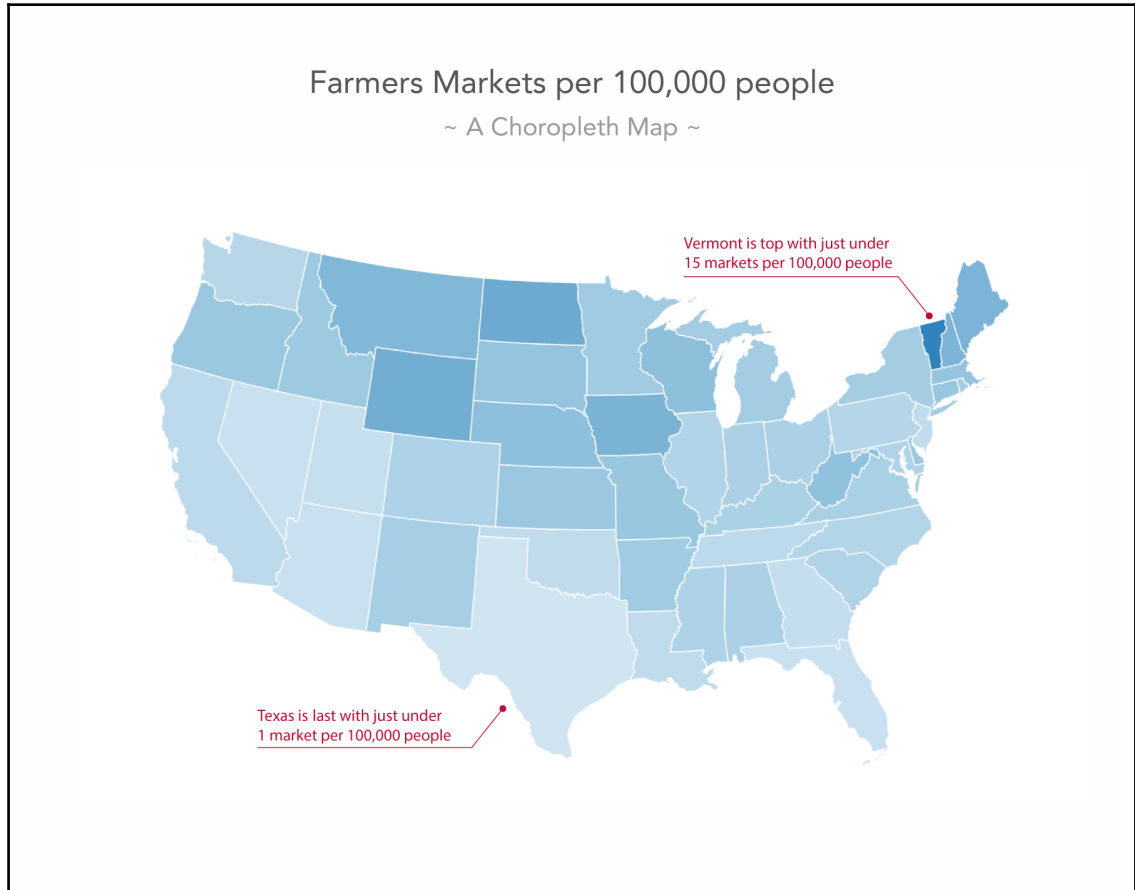 Farmers Markets per 100,000 people
~ A Choropleth Map ~
Vermont is top with just under
15 markets per 100,000 people
Texas is last with just under
1 market per 100,000 people